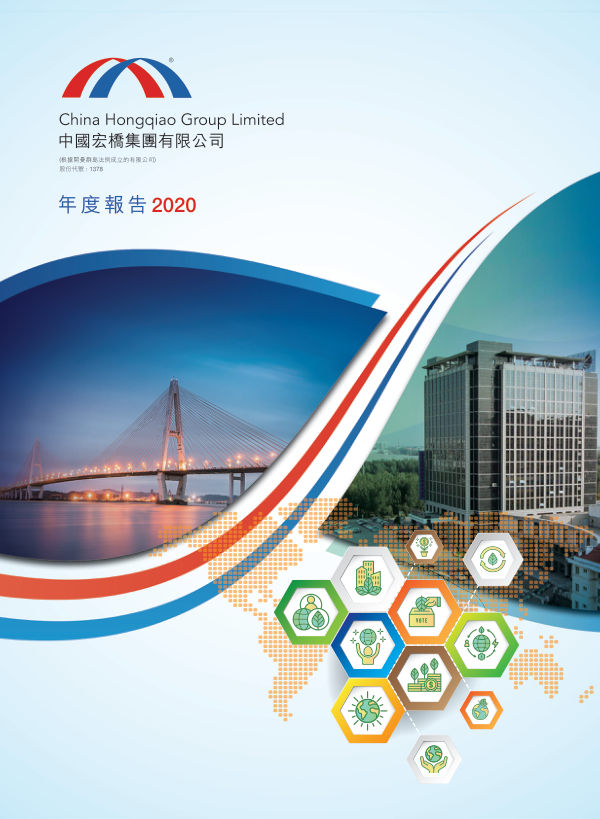 ®
China Hongqiao Group Limited
中國宏橋集團有限公司
(根據開曼群島法例成立的有限公司)
股份代號：1378
年度報告 2020
VOTE